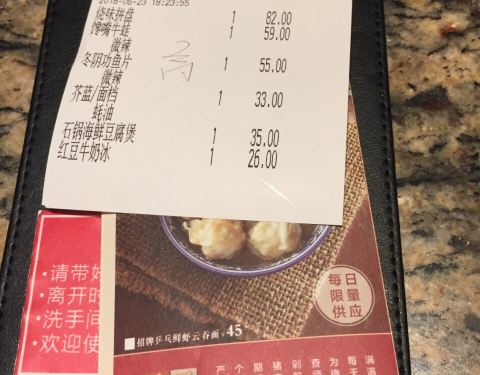 2018-06-23 18:23:55
烧味拼盘 1 82.00
馋嘴牛蛙 1 59.00
微辣
冬阴功鱼片 1 55.00
微辣
芥蓝/面档 1 33.00
蚝油
石锅海鲜豆腐煲 1 35.00
红豆牛奶冰 1 26.00
高
·请带好
·离开时
·洗手间
·欢迎使
每日
限量
供应
招牌乒乓鲜虾云吞面 ¥45